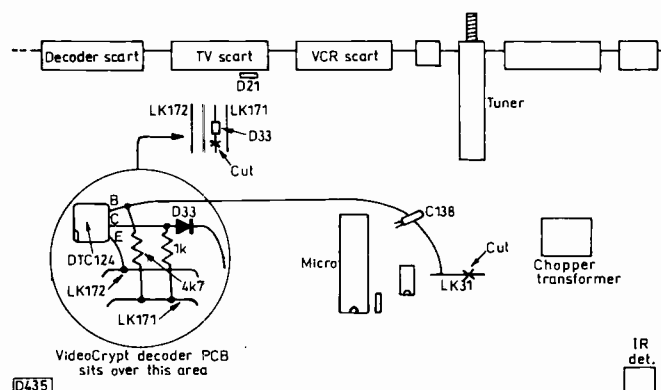 Decoder scart
TV scart
VCR scart
D21
Tuner
LK172
LK171
D33
Cut
B
C
E
D33
1k
DTC124
4k7
LK172
LK171
C138
Micro
Cut
LK31
Chopper
transformer
VideoCrypt decoder PCB
sits over this area
IR
det.
D435